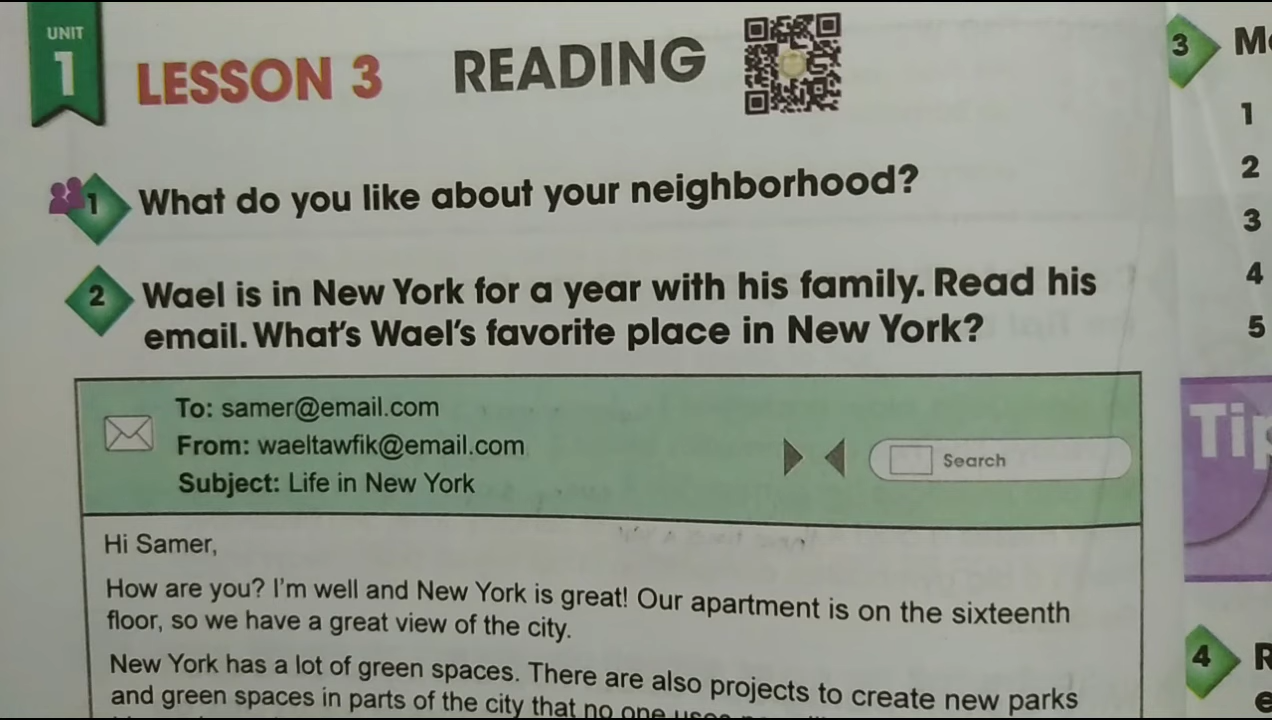 UNIT
1
LESSON 3 READING
1 What do you like about your neighborhood?
2 Wael is in New York for a year with his family. Read his
email. What's Wael's favorite place in New York?
To: samer@email.com
From: waeltawfik@email.com
Subject: Life in New York
Search
Hi Samer,
How are you? I'm well and New York is great! Our apartment is on the sixteenth
floor, so we have a great view of the city.
New York has a lot of green spaces. There are also projects to create new parks
and green spaces in parts of the city that no one uses
3
1
2
3
4
5
Tip
4